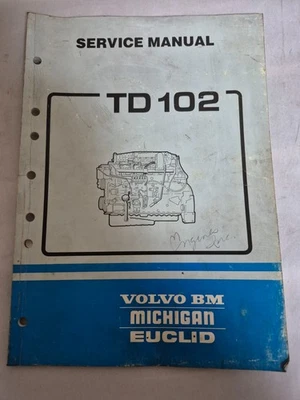 SERVICE MANUAL
TD 102
VOLVO BM
MICHIGAN
EUCLID